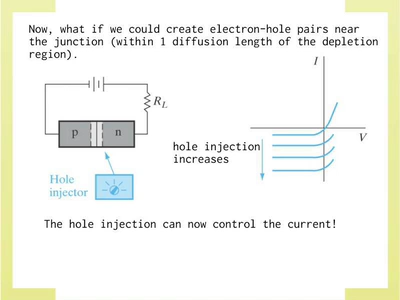 Now, what if we could create electron-hole pairs near
the junction (within 1 diffusion length of the depletion
region).
I
R_L
p
n
V
hole injection
increases
Hole
injector
The hole injection can now control the current!